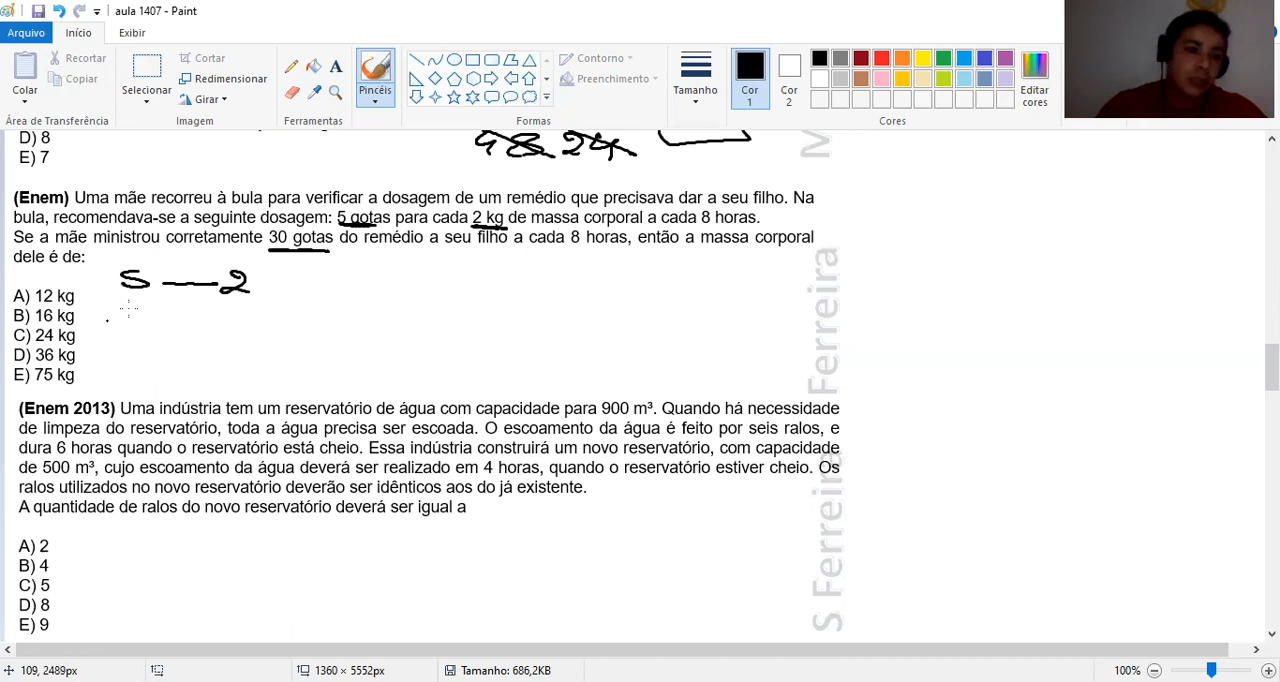 aula 1407 - Paint
Arquivo Início Exibir
Colar
Recortar
Copiar
Área de Transferência
Selecionar
Cortar
Redimensionar
Girar
Imagem
Ferramentas
Pincéis
Contorno
Preenchimento
Formas
Tamanho
Cor 1
Cor 2
Editar cores
Cores
D) 8
E) 7
24
(Enem) Uma mãe recorreu à bula para verificar a dosagem de um remédio que precisava dar a seu filho. Na
bula, recomendava-se a seguinte dosagem: 5 gotas para cada 2 kg de massa corporal a cada 8 horas.
Se a mãe ministrou corretamente 30 gotas do remédio a seu filho a cada 8 horas, então a massa corporal
dele é de:
5 — 2
A) 12 kg
B) 16 kg
C) 24 kg
D) 36 kg
E) 75 kg
(Enem 2013) Uma indústria tem um reservatório de água com capacidade para 900 m³. Quando há necessidade
de limpeza do reservatório, toda a água precisa ser escoada. O escoamento da água é feito por seis ralos, e
dura 6 horas quando o reservatório está cheio. Essa indústria construirá um novo reservatório, com capacidade
de 500 m³, cujo escoamento da água deverá ser realizado em 4 horas, quando o reservatório estiver cheio. Os
ralos utilizados no novo reservatório deverão ser idênticos aos do já existente.
A quantidade de ralos do novo reservatório deverá ser igual a
A) 2
B) 4
C) 5
D) 8
E) 9
S Ferreira Ferreira M
109, 2489px
1360 × 5552px
Tamanho: 686,2KB
100%